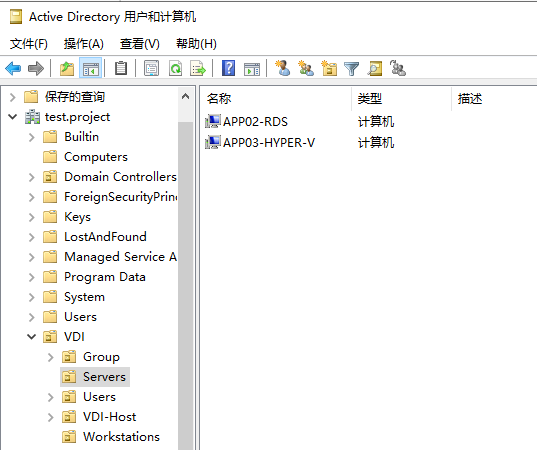 Active Directory 用户和计算机
文件(F) 操作(A) 查看(V) 帮助(H)
保存的查询
test.project
Builtin
Computers
Domain Controllers
ForeignSecurityPrinc
Keys
LostAndFound
Managed Service A
Program Data
System
Users
VDI
Group
Servers
Users
VDI-Host
Workstations
名称 类型 描述
APP02-RDS 计算机
APP03-HYPER-V 计算机